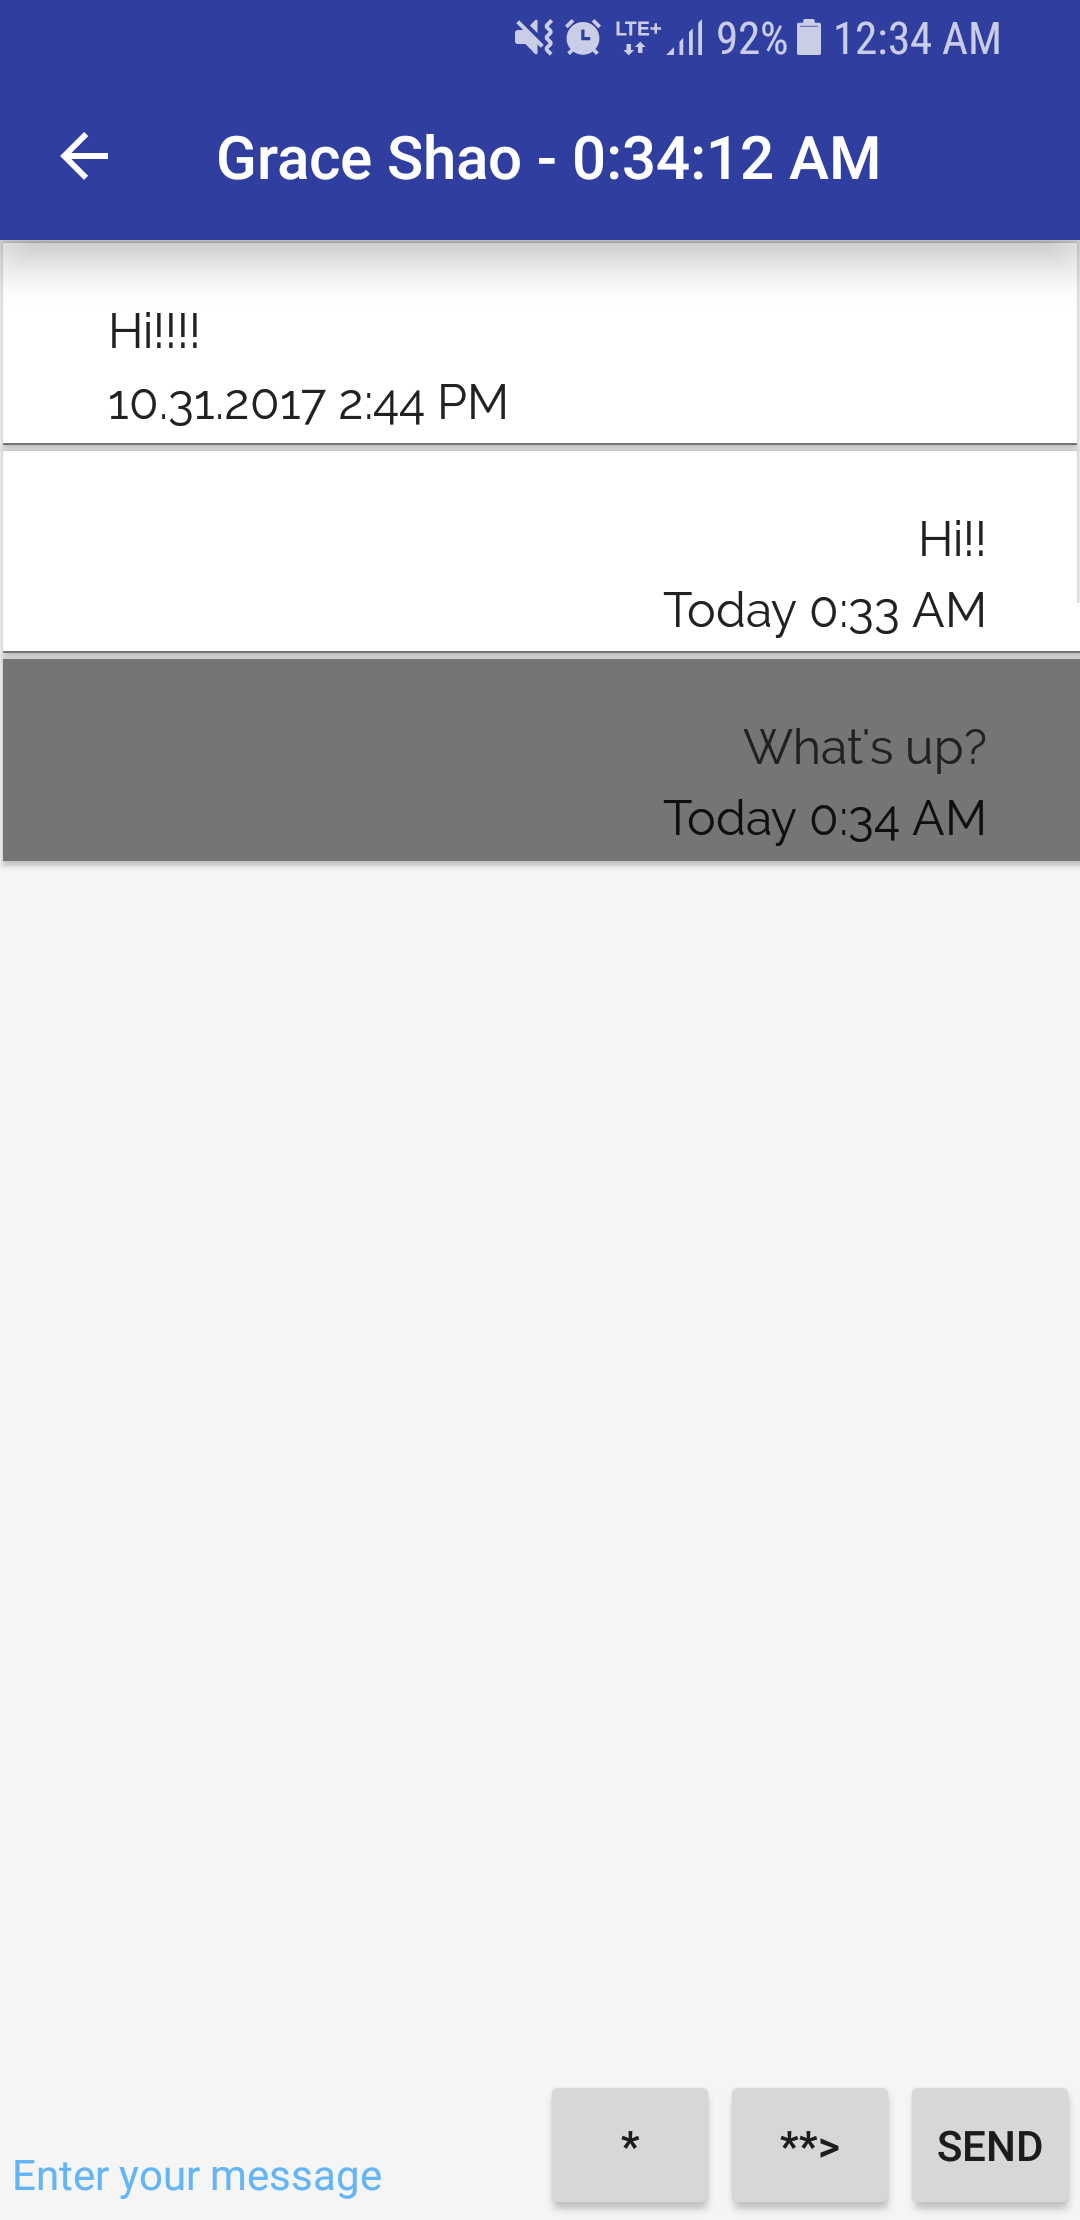 LTE+ 92% 12:34 AM
Grace Shao - 0:34:12 AM
Hi!!!!
10.31.2017 2:44 PM
Hi!!
Today 0:33 AM
What's up?
Today 0:34 AM
Enter your message
* **> SEND